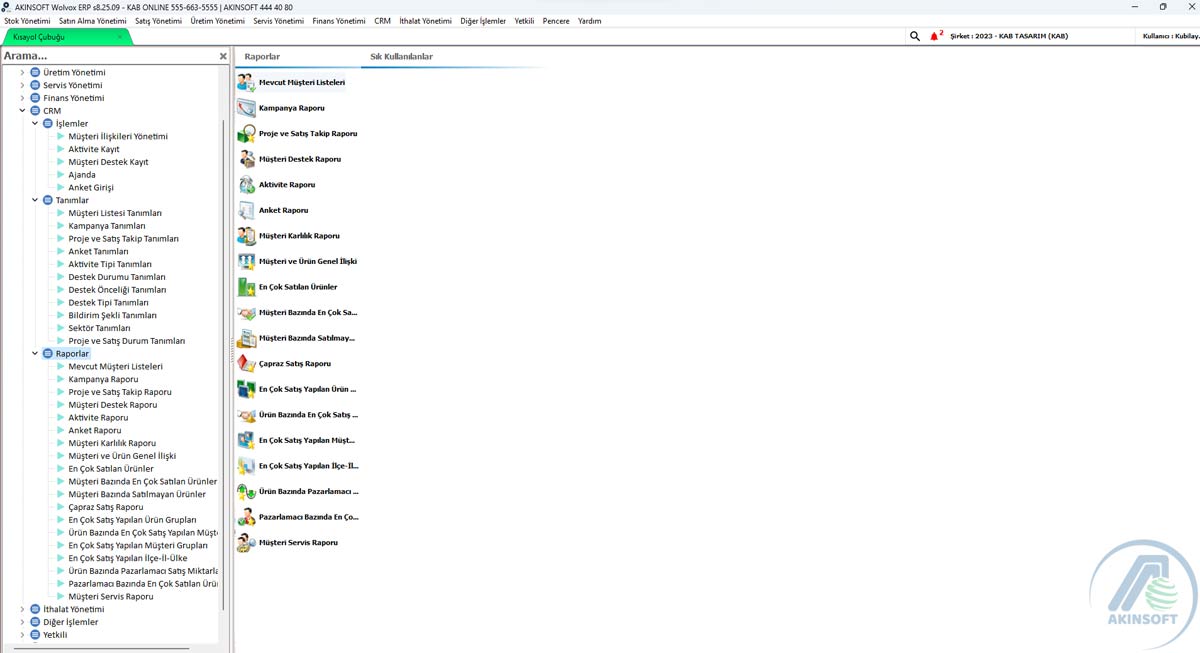 AKINSOFT Wolvox ERP s8.25.09 - KAB ONLINE 555-663-5555 | AKINSOFT 444 40 80
Stok Yönetimi Satın Alma Yönetimi Satış Yönetimi Üretim Yönetimi Servis Yönetimi Finans Yönetimi CRM İthalat Yönetimi Diğer İşlemler Yetkili Pencere Yardım
Kısayol Çubuğu
2
Şirket : 2023 - KAB TASARIM (KAB)
Kullanıcı : Kubilay
Arama...
Üretim Yönetimi
Servis Yönetimi
Finans Yönetimi
CRM
İşlemler
Müşteri İlişkileri Yönetimi
Aktivite Kayıt
Müşteri Destek Kayıt
Ajanda
Anket Girişi
Tanımlar
Müşteri Listesi Tanımları
Kampanya Tanımları
Proje ve Satış Takip Tanımları
Anket Tanımları
Aktivite Tipi Tanımları
Destek Durumu Tanımları
Destek Önceliği Tanımları
Destek Tipi Tanımları
Bildirim Şekli Tanımları
Sektör Tanımları
Proje ve Satış Durum Tanımları
Raporlar
Mevcut Müşteri Listeleri
Kampanya Raporu
Proje ve Satış Takip Raporu
Müşteri Destek Raporu
Aktivite Raporu
Anket Raporu
Müşteri Karlılık Raporu
Müşteri ve Ürün Genel İlişki
En Çok Satılan Ürünler
Müşteri Bazında En Çok Satılan Ürünler
Müşteri Bazında Satılmayan Ürünler
Çapraz Satış Raporu
En Çok Satış Yapılan Ürün Grupları
Ürün Bazında En Çok Satış Yapılan Müşt
En Çok Satış Yapılan Müşteri Grupları
En Çok Satış Yapılan İlçe-İl-Ülke
Ürün Bazında Pazarlamacı Satış Miktarla
Pazarlamacı Bazında En Çok Satılan Ürü
Müşteri Servis Raporu
İthalat Yönetimi
Diğer İşlemler
Yetkili
Raporlar
Sık Kullanılanlar
Mevcut Müşteri Listeleri
Kampanya Raporu
Proje ve Satış Takip Raporu
Müşteri Destek Raporu
Aktivite Raporu
Anket Raporu
Müşteri Karlılık Raporu
Müşteri ve Ürün Genel İlişki
En Çok Satılan Ürünler
Müşteri Bazında En Çok Sa...
Müşteri Bazında Satılmay...
Çapraz Satış Raporu
En Çok Satış Yapılan Ürün ...
Ürün Bazında En Çok Satış ...
En Çok Satış Yapılan Müşt...
En Çok Satış Yapılan İlçe-İl...
Ürün Bazında Pazarlamacı ...
Pazarlamacı Bazında En Ço...
Müşteri Servis Raporu
AKINSOFT